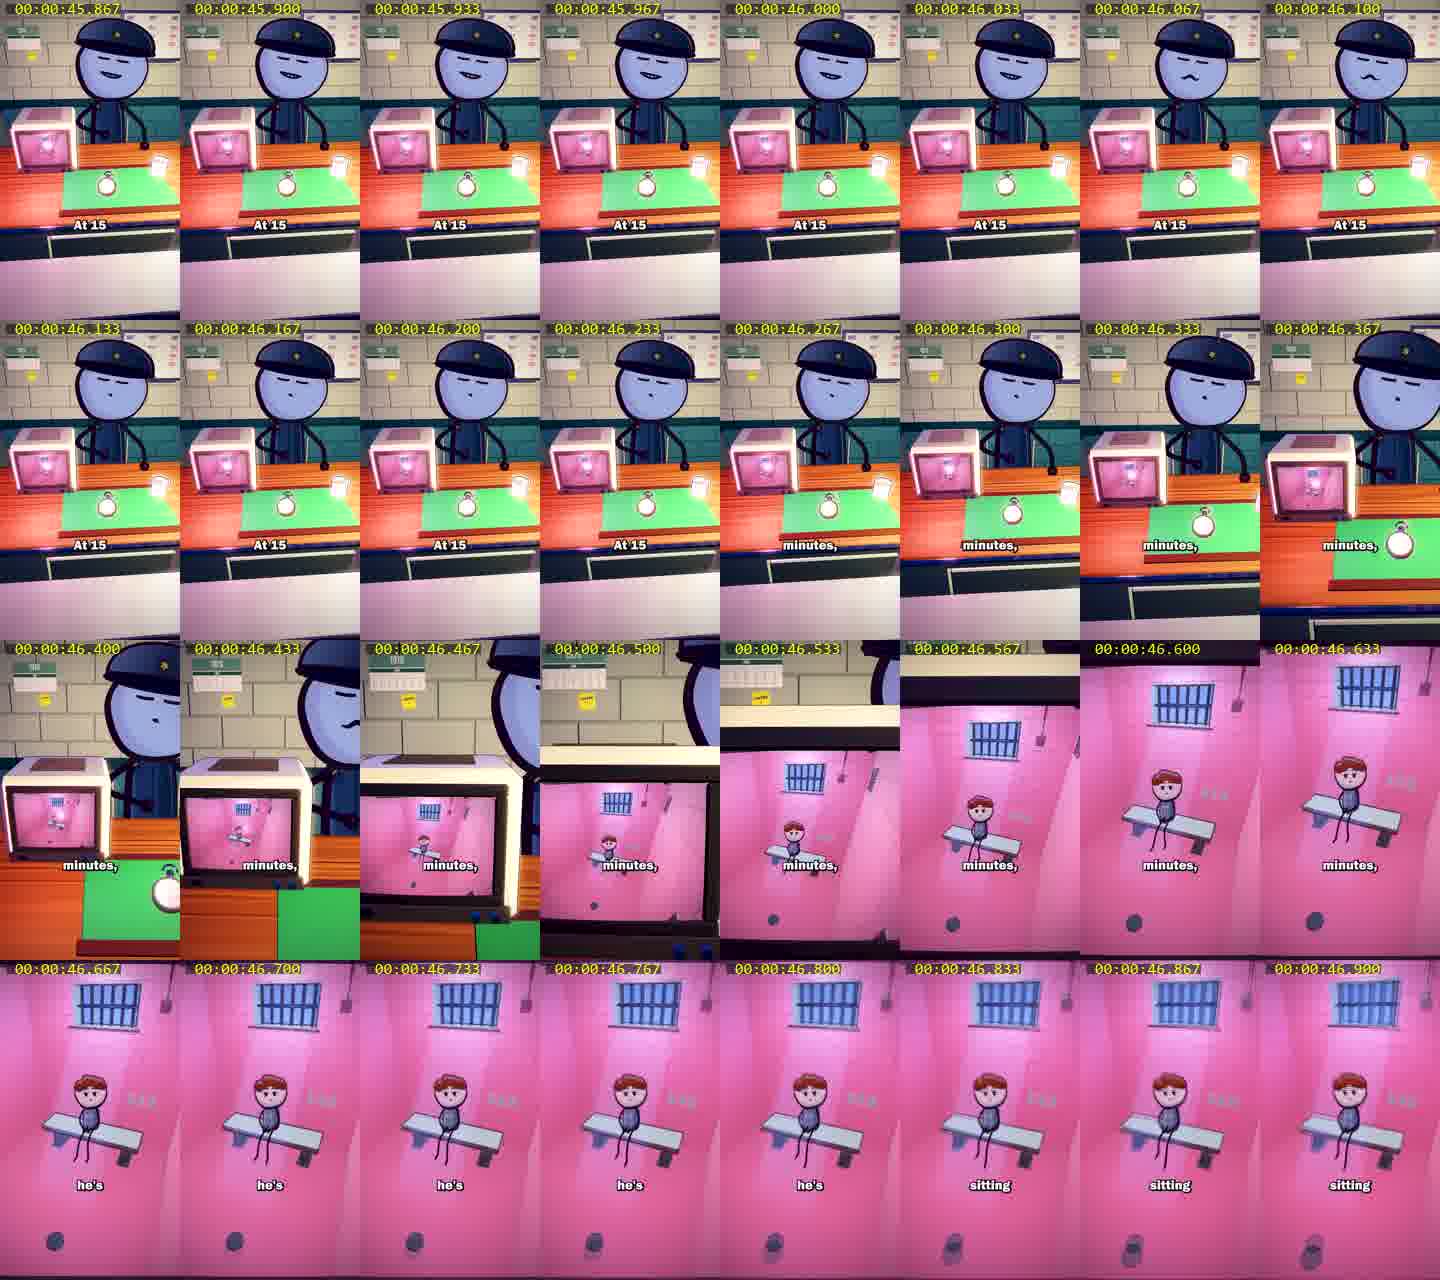 00:00:45.867 00:00:45.900 00:00:45.933 00:00:45.967 00:00:46.000 00:00:46.033 00:00:46.067 00:00:46.100
At 15 At 15 At 15 At 15 At 15 At 15 At 15 At 15
00:00:46.133 00:00:46.167 00:00:46.200 00:00:46.233 00:00:46.267 00:00:46.300 00:00:46.333 00:00:46.367
At 15 At 15 At 15 At 15 minutes, minutes, minutes, minutes,
00:00:46.400 00:00:46.433 00:00:46.467 00:00:46.500 00:00:46.533 00:00:46.567 00:00:46.600 00:00:46.633
minutes, minutes, minutes, minutes, minutes, minutes, minutes, minutes,
00:00:46.667 00:00:46.700 00:00:46.733 00:00:46.767 00:00:46.800 00:00:46.833 00:00:46.867 00:00:46.900
he's he's he's he's he's sitting sitting sitting